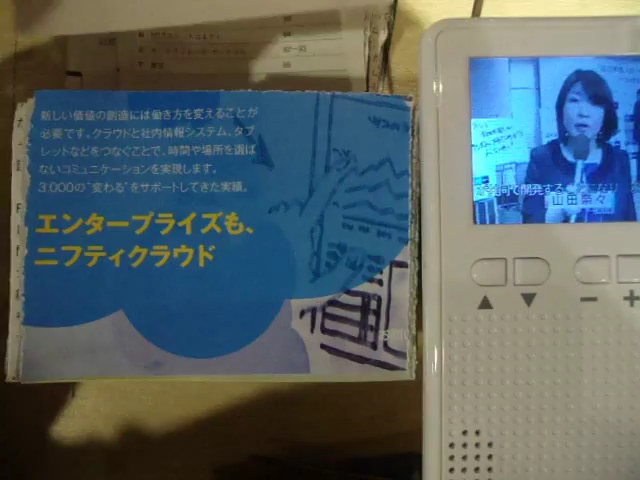 新しい価値の創造には働き方を変えることが
必要です。クラウドと社内情報システム、タブ
レットなどをつなぐことで、時間や場所を選ば
ないコミュニケーションを実現します。
3,000の"変わる"をサポートしてきた実績。
エンタープライズも、
ニフティクラウド
山田奈々
▲ ▼ − +